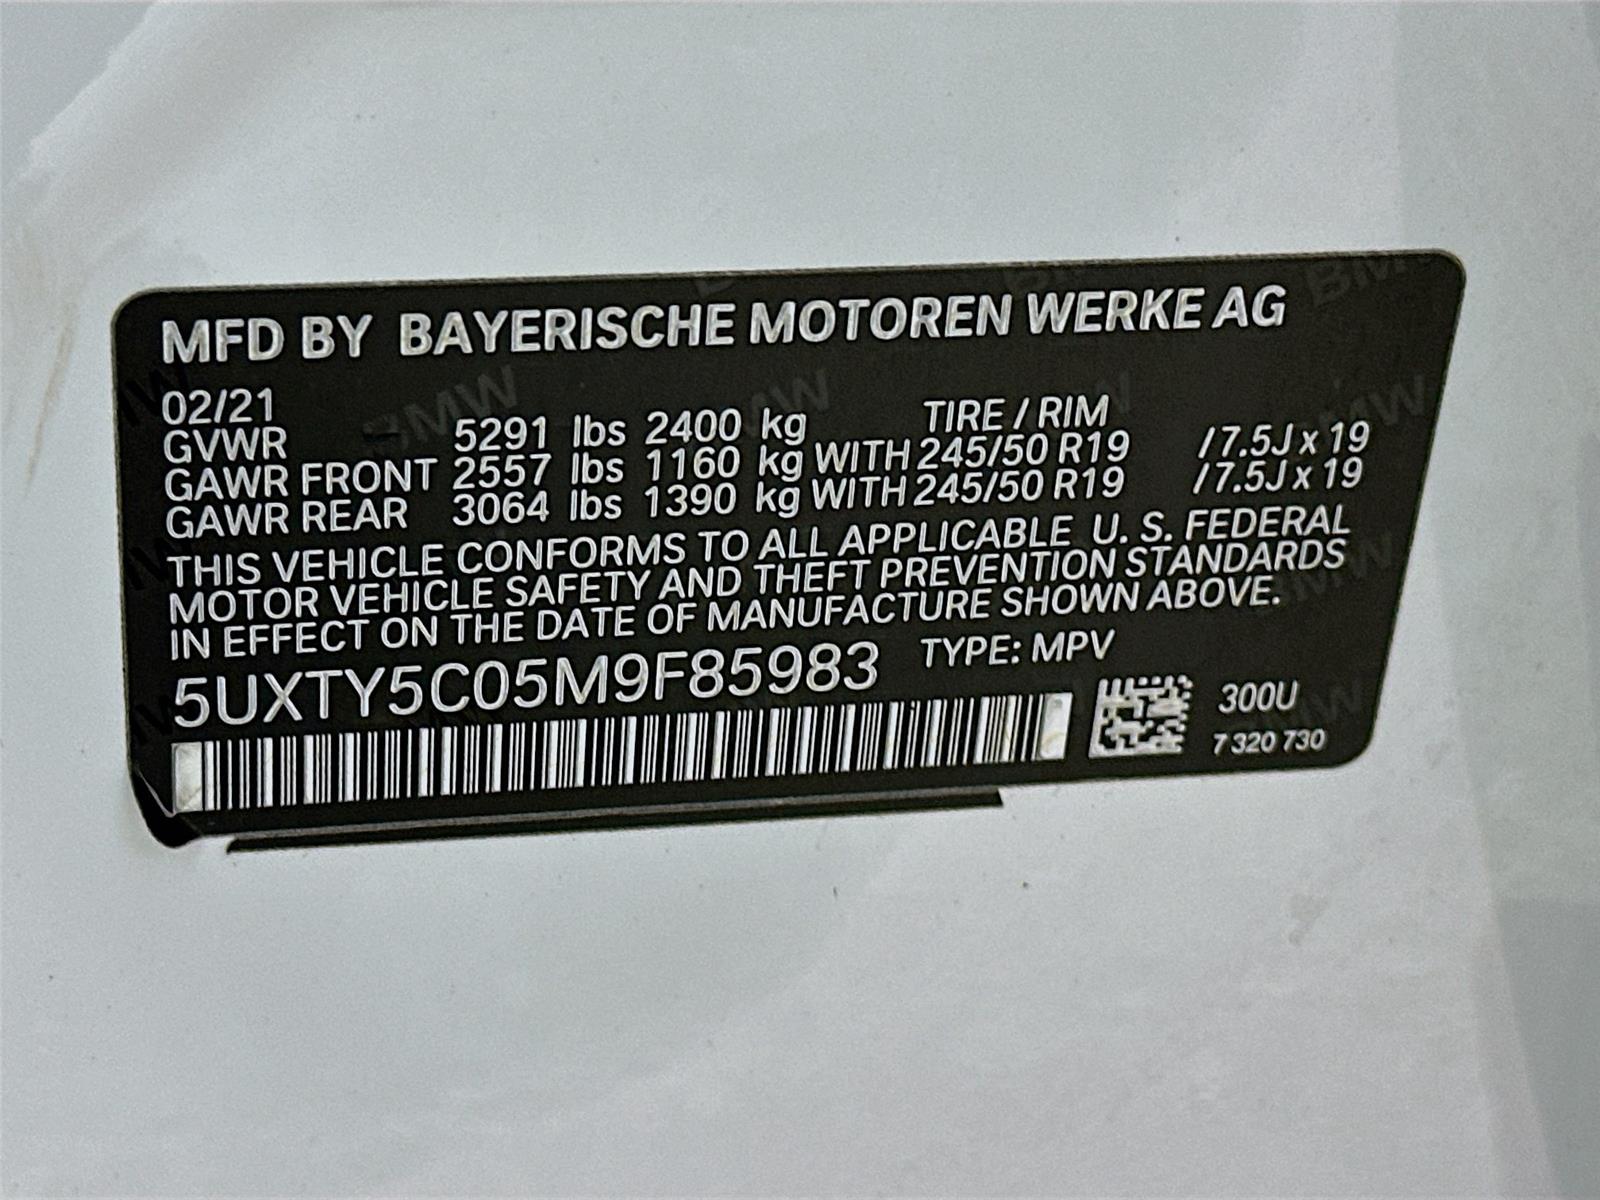 MFD BY BAYERISCHE MOTOREN WERKE AG
02/21 TIRE / RIM
GVWR 5291 lbs 2400 kg
GAWR FRONT 2557 lbs 1160 kg WITH 245/50 R19 /7.5J x 19
GAWR REAR 3064 lbs 1390 kg WITH 245/50 R19 /7.5J x 19
THIS VEHICLE CONFORMS TO ALL APPLICABLE U. S. FEDERAL
MOTOR VEHICLE SAFETY AND THEFT PREVENTION STANDARDS
IN EFFECT ON THE DATE OF MANUFACTURE SHOWN ABOVE.
5UXTY5C05M9F85983 TYPE: MPV
300U
7 320 730